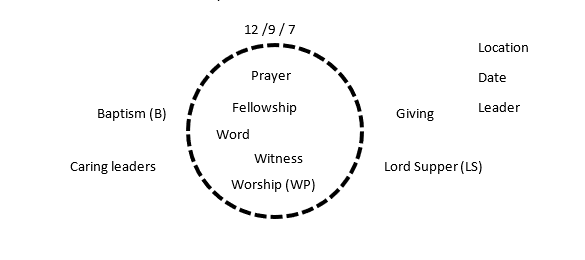 12 /9 / 7
Location
Prayer
Date
Fellowship
Leader
Baptism (B)
Giving
Word
Witness
Caring leaders
Lord Supper (LS)
Worship (WP)